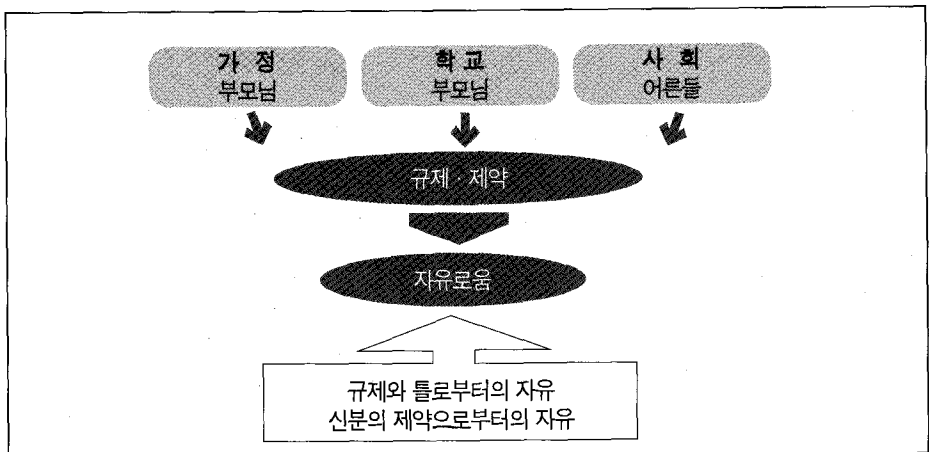 가 정
부모님
학 교
부모님
사 회
어른들
규제 · 제약
자유로움
규제와 틀로부터의 자유
신분의 제약으로부터의 자유